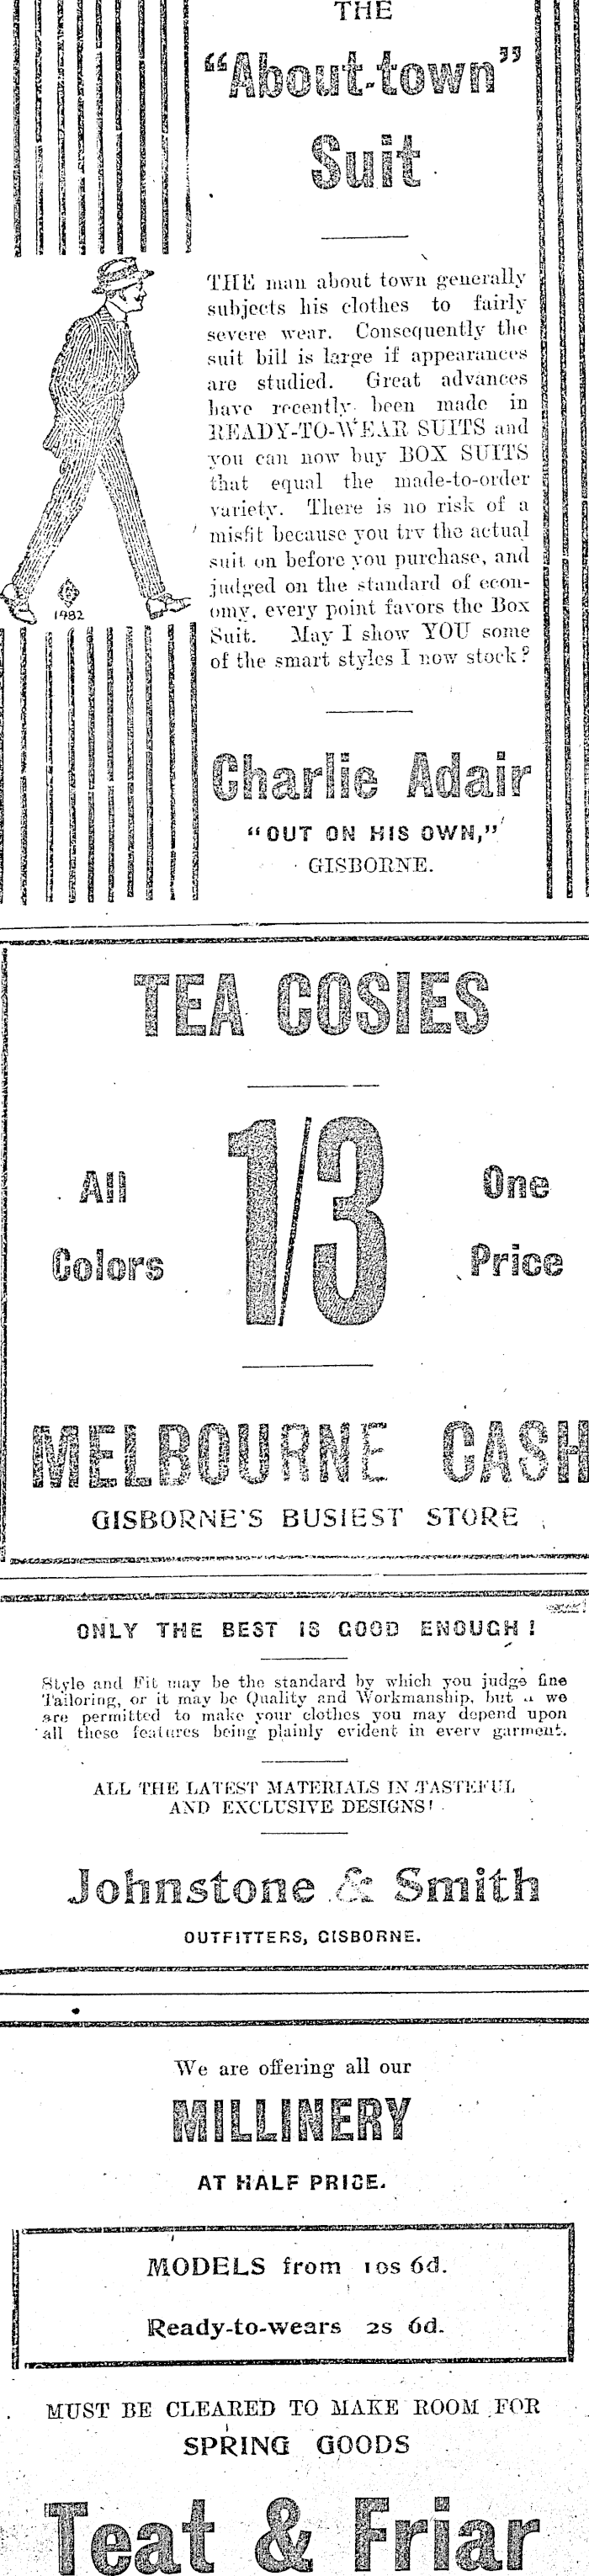 THE
"About-town"
Suit
THE man about town generally
subjects his clothes to fairly
severe wear. Consequently the
suit bill is large if appearances
are studied. Great advances
have recently been made in
READY-TO-WEAR SUITS and
you can now buy BOX SUITS
that equal the made-to-order
variety. There is no risk of a
misfit because you try the actual
suit on before you purchase, and
judged on the standard of econ-
omy, every point favors the Box
Suit. May I show YOU some
of the smart styles I now stock?
1482
Charlie Adair
"OUT ON HIS OWN,"
GISBORNE.
TEA COSIES
All 1/3 One
Colors Price
MELBOURNE CASH
GISBORNE'S BUSIEST STORE
ONLY THE BEST IS GOOD ENOUGH!
Style and Fit may be the standard by which you judge fine
Tailoring, or it may be Quality and Workmanship, but we
are permitted to make your clothes you may depend upon
all these features being plainly evident in every garment.
ALL THE LATEST MATERIALS IN TASTEFUL
AND EXCLUSIVE DESIGNS!
Johnstone & Smith
OUTFITTERS, GISBORNE.
We are offering all our
MILLINERY
AT HALF PRICE.
MODELS from 10s 6d.
Ready-to-wears 2s 6d.
MUST BE CLEARED TO MAKE ROOM FOR
SPRING GOODS
Teat & Friar